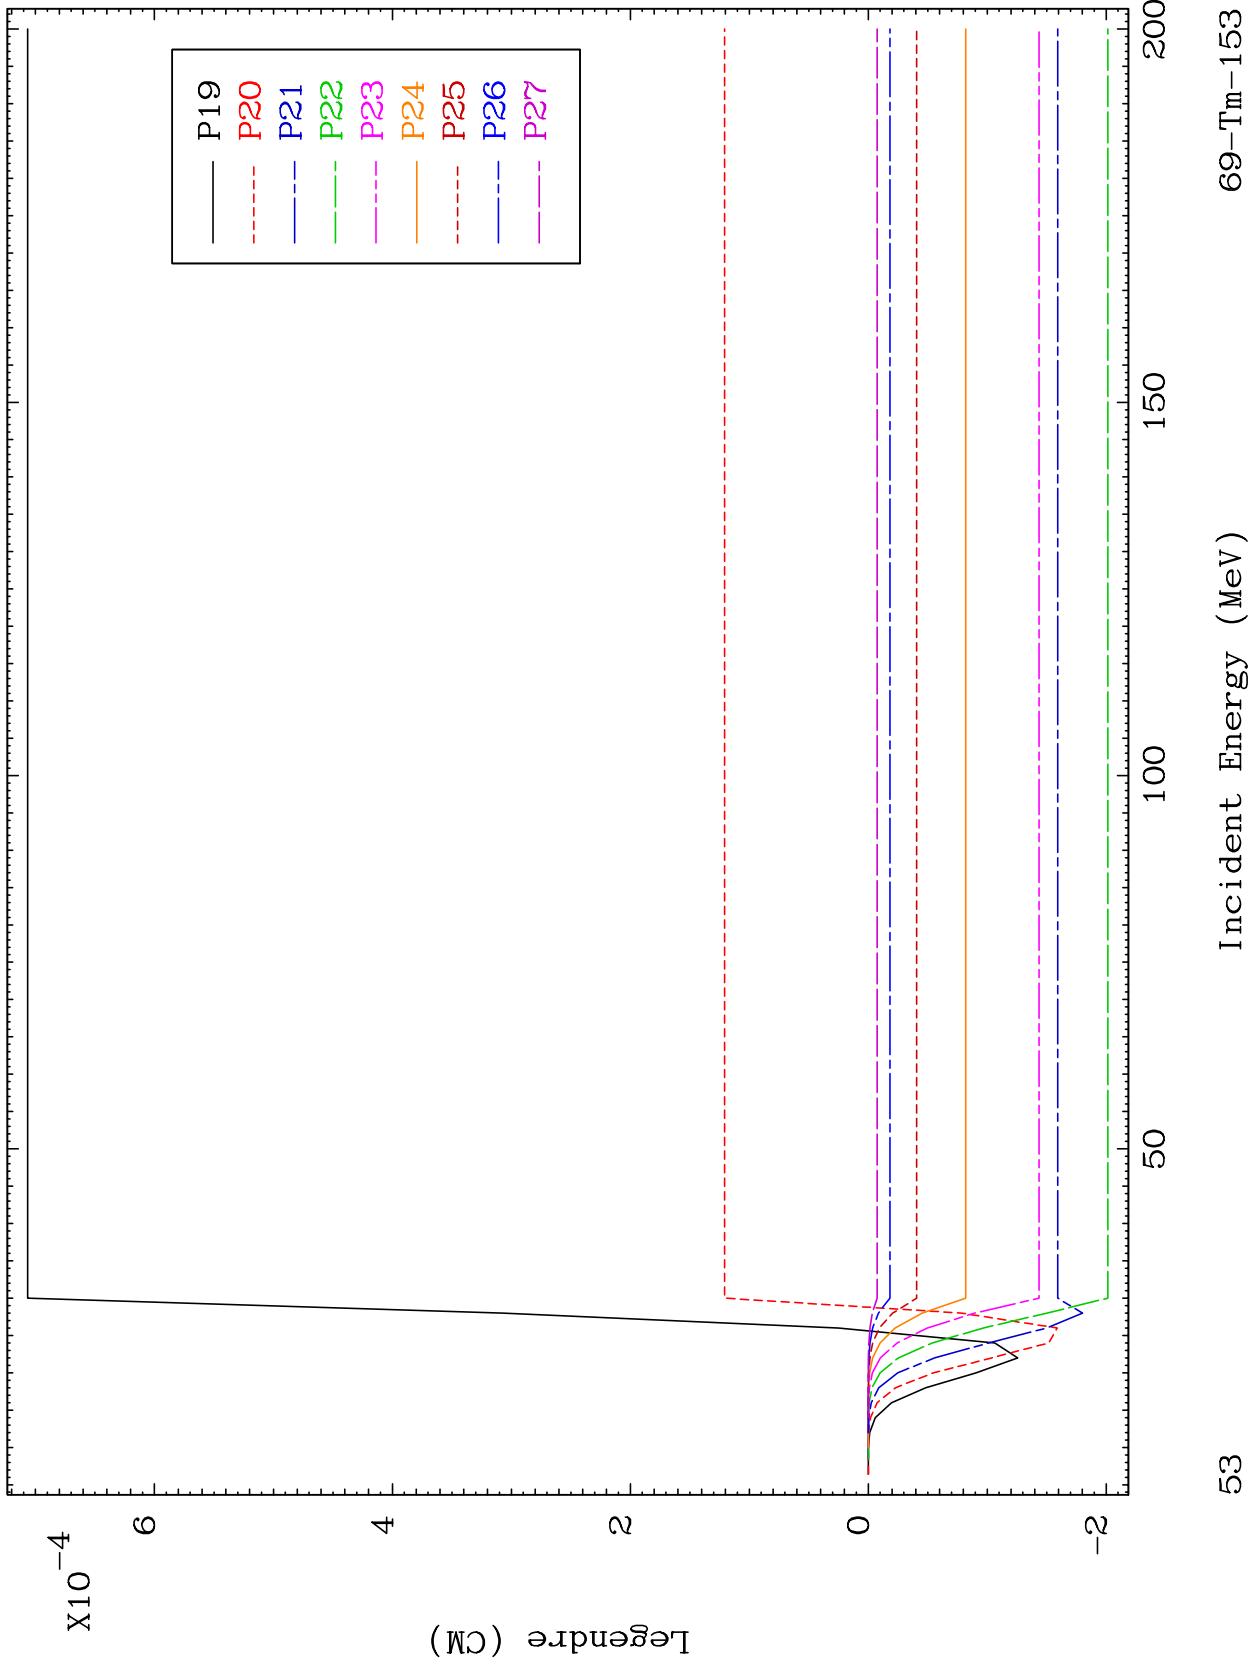 X10⁻⁴
6
4
2
0
-2
Legendre (CM)
P19
P20
P21
P22
P23
P24
P25
P26
P27
50
100
150
200
Incident Energy (MeV)
53
69-Tm-153